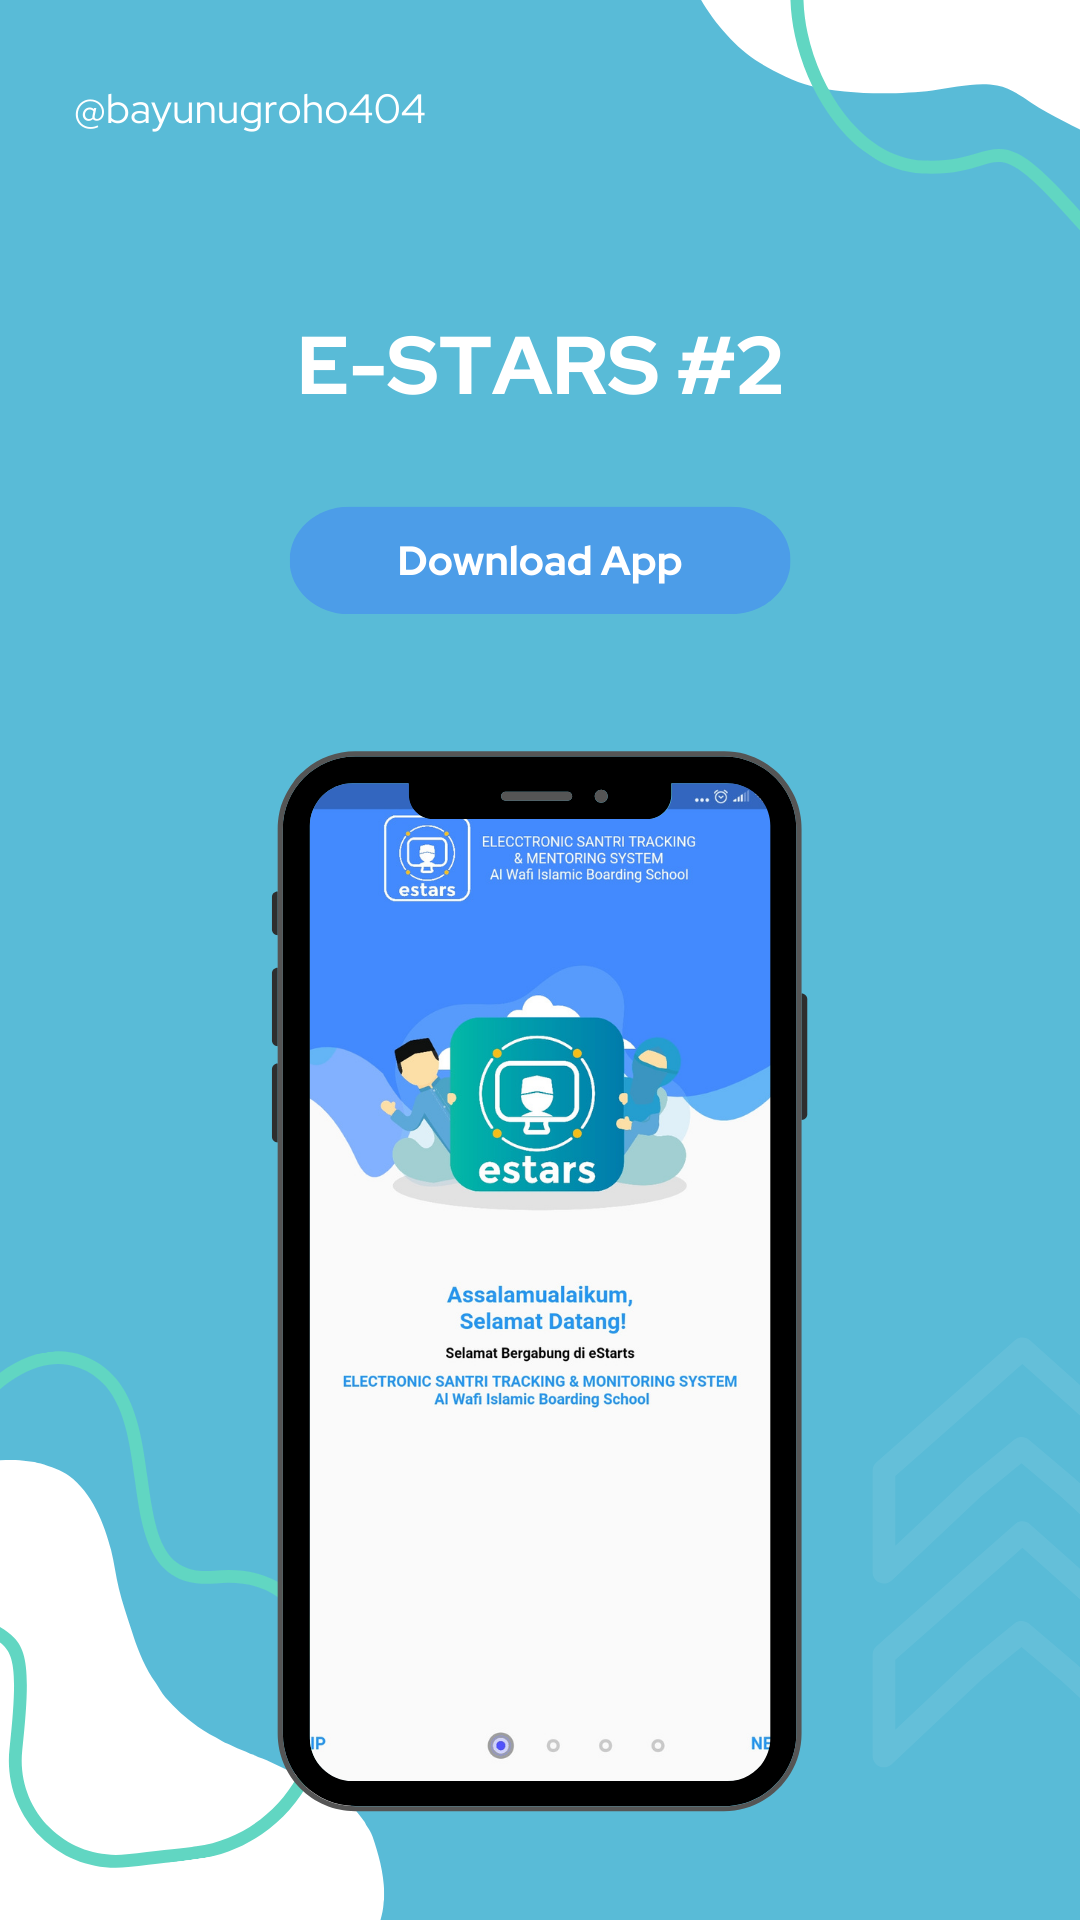 @bayunugroho404
E-STARS #2
Download App
estars
ELECCTRONIC SANTRI TRACKING
& MENTORING SYSTEM
Al Wafi Islamic Boarding School
estars
Assalamualaikum,
Selamat Datang!
Selamat Bergabung di eStarts
ELECTRONIC SANTRI TRACKING & MONITORING SYSTEM
Al Wafi Islamic Boarding School
IP
NE